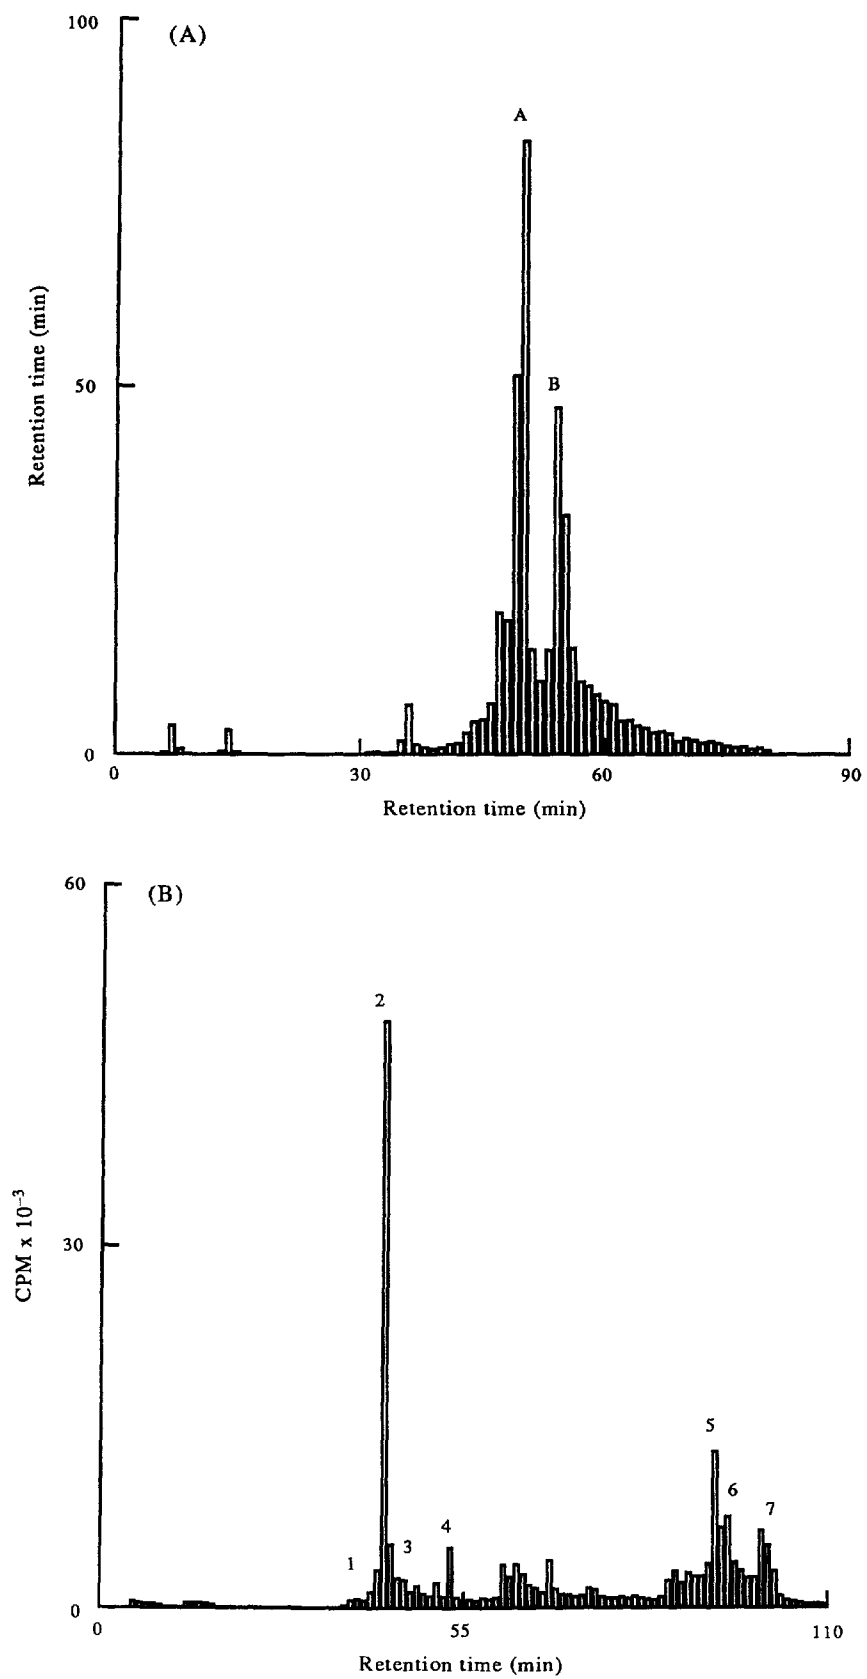 100
(A)
A
Retention time (min)
50
B
0
0 30 60 90
Retention time (min)
60
(B)
2
CPM x 10⁻³
30
5
6
7
4
3
1
0
0 55 110
Retention time (min)